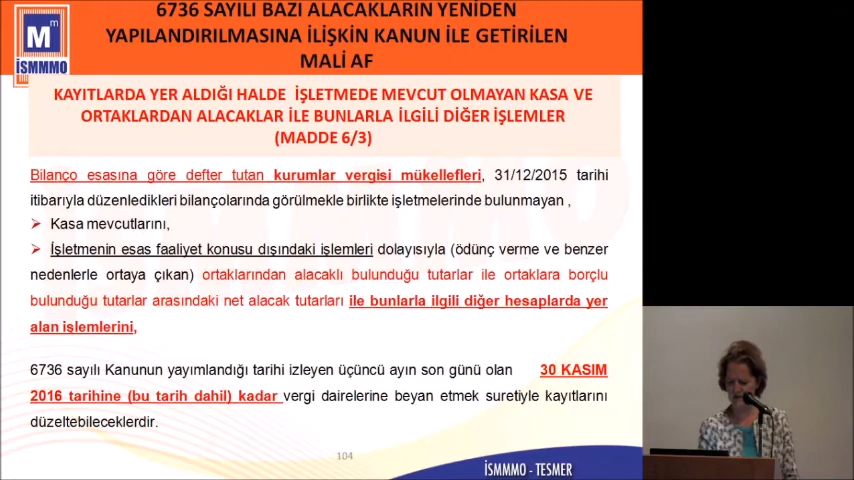 6736 SAYILI BAZI ALACAKLARIN YENİDEN
YAPILANDIRILMASINA İLİŞKİN KANUN İLE GETİRİLEN
MALİ AF
Mm
İSMMMO
KAYITLARDA YER ALDIĞI HALDE İŞLETMEDE MEVCUT OLMAYAN KASA VE
ORTAKLARDAN ALACAKLAR İLE BUNLARLA İLGİLİ DİĞER İŞLEMLER
(MADDE 6/3)
Bilanço esasına göre defter tutan kurumlar vergisi mükellefleri, 31/12/2015 tarihi
itibarıyla düzenledikleri bilançolarında görülmekle birlikte işletmelerinde bulunmayan ,
➢ Kasa mevcutlarını,
➢ İşletmenin esas faaliyet konusu dışındaki işlemleri dolayısıyla (ödünç verme ve benzer
nedenlerle ortaya çıkan) ortaklarından alacaklı bulunduğu tutarlar ile ortaklara borçlu
bulunduğu tutarlar arasındaki net alacak tutarları ile bunlarla ilgili diğer hesaplarda yer
alan işlemlerini,
6736 sayılı Kanunun yayımlandığı tarihi izleyen üçüncü ayın son günü olan 30 KASIM
2016 tarihine (bu tarih dahil) kadar vergi dairelerine beyan etmek suretiyle kayıtlarını
düzeltebileceklerdir.
104
İSMMMO - TESMER